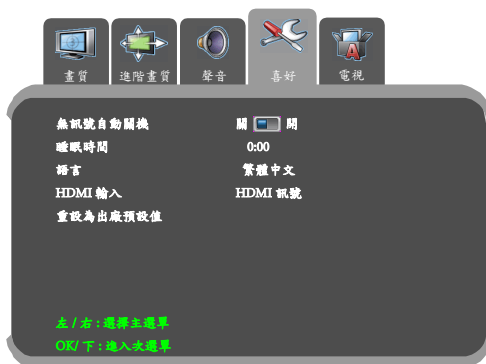 畫質 進階畫質 聲音 喜好 電視
無訊號自動關機 關 開
睡眠時間 0:00
語言 繁體中文
HDMI 輸入 HDMI 訊號
重設為出廠預設值
左 / 右 : 選擇主選單
OK/ 下 : 進入次選單